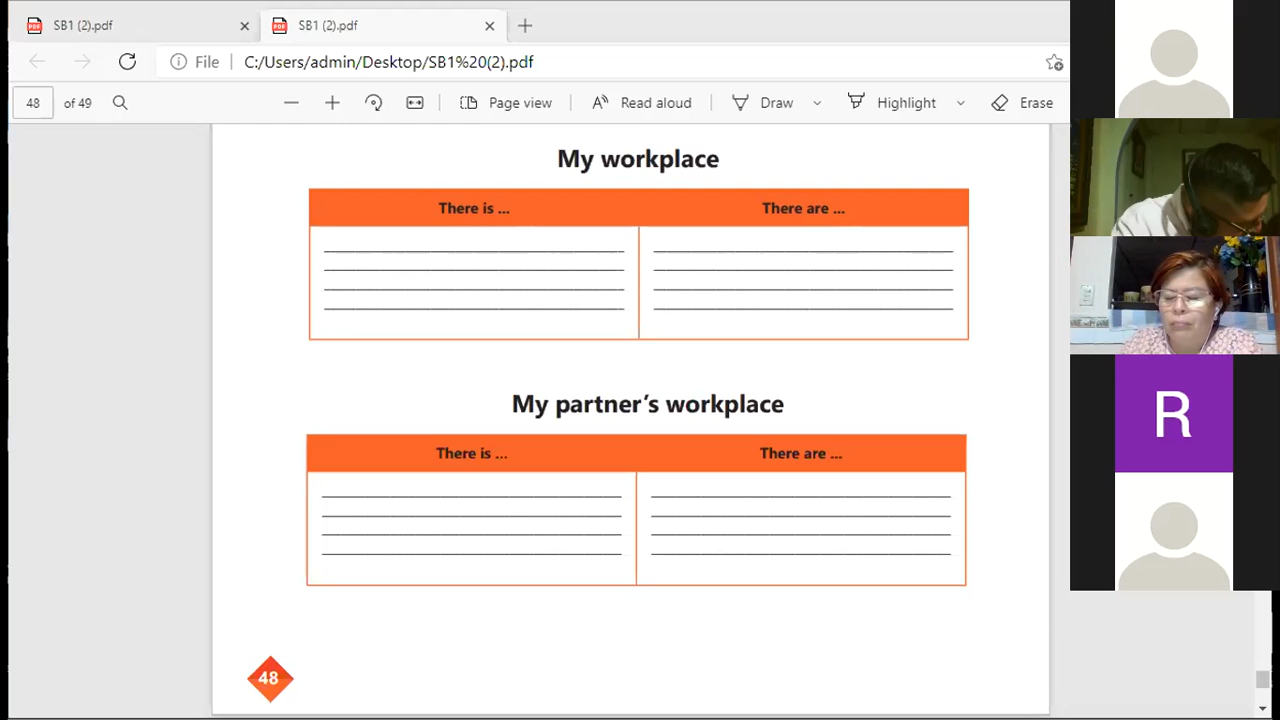 SB1 (2).pdf
SB1 (2).pdf
File
C:/Users/admin/Desktop/SB1%20(2).pdf
48 of 49
Page view
Read aloud
Draw
Highlight
Erase
My workplace
There is ...
There are ...
My partner's workplace
There is ...
There are ...
48
R